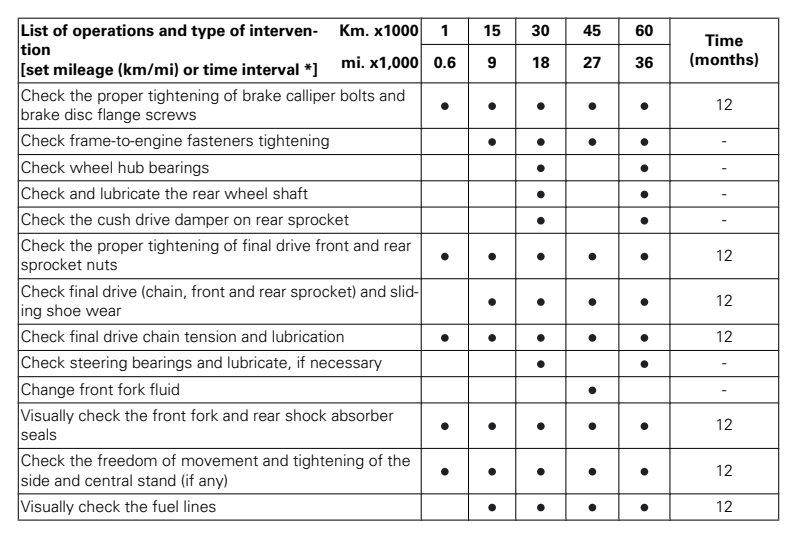 List of operations and type of interven- Km. x1000 1 15 30 45 60 Time
tion
[set mileage (km/mi) or time interval *] mi. x1,000 0.6 9 18 27 36 (months)
Check the proper tightening of brake calliper bolts and
brake disc flange screws ● ● ● ● ● 12
Check frame-to-engine fasteners tightening ● ● ● ● -
Check wheel hub bearings ● ● -
Check and lubricate the rear wheel shaft ● ● -
Check the cush drive damper on rear sprocket ● ● -
Check the proper tightening of final drive front and rear
sprocket nuts ● ● ● ● ● 12
Check final drive (chain, front and rear sprocket) and slid-
ing shoe wear ● ● ● ● 12
Check final drive chain tension and lubrication ● ● ● ● ● 12
Check steering bearings and lubricate, if necessary ● ● -
Change front fork fluid ● -
Visually check the front fork and rear shock absorber
seals ● ● ● ● ● 12
Check the freedom of movement and tightening of the
side and central stand (if any) ● ● ● ● ● 12
Visually check the fuel lines ● ● ● ● 12